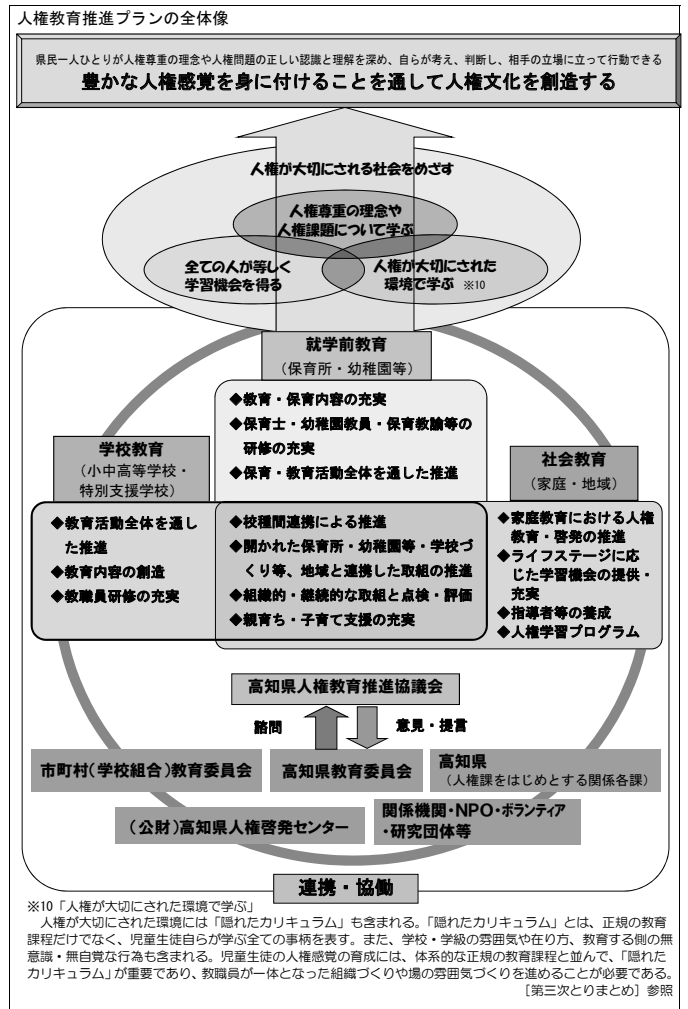 人権教育推進プランの全体像
県民一人ひとりが人権尊重の理念や人権問題の正しい認識と理解を深め、自らが考え、判断し、相手の立場に立って行動できる
豊かな人権感覚を身に付けることを通して人権文化を創造する
人権が大切にされる社会をめざす
人権尊重の理念や
人権課題について学ぶ
全ての人が等しく
学習機会を得る
人権が大切にされた
環境で学ぶ ※10
就学前教育
（保育所・幼稚園等）
◆教育・保育内容の充実
◆保育士・幼稚園教員・保育教諭等の
研修の充実
◆保育・教育活動全体を通した推進
学校教育
（小中高等学校・
特別支援学校）
◆教育活動全体を通し
た推進
◆教育内容の創造
◆教職員研修の充実
◆校種間連携による推進
◆開かれた保育所・幼稚園等・学校づ
くり等、地域と連携した取組の推進
◆組織的・継続的な取組と点検・評価
◆親育ち・子育て支援の充実
社会教育
（家庭・地域）
◆家庭教育における人権
教育・啓発の推進
◆ライフステージに応
じた学習機会の提供・
充実
◆指導者等の養成
◆人権学習プログラム
高知県人権教育推進協議会
諮問
意見・提言
市町村（学校組合）教育委員会
高知県教育委員会
高知県
（人権課をはじめとする関係各課）
（公財）高知県人権啓発センター
関係機関・NPO・ボランティア
・研究団体等
連携・協働
※10「人権が大切にされた環境で学ぶ」
人権が大切にされた環境には「隠れたカリキュラム」も含まれる。「隠れたカリキュラム」とは、正規の教育
課程だけでなく、児童生徒自らが学ぶ全ての事柄を表す。また、学校・学級の雰囲気や在り方、教育する側の無
意識・無自覚な行為も含まれる。児童生徒の人権感覚の育成には、体系的な正規の教育課程と並んで、「隠れた
カリキュラム」が重要であり、教職員が一体となった組織づくりや場の雰囲気づくりを進めることが必要である。
［第三次とりまとめ］参照